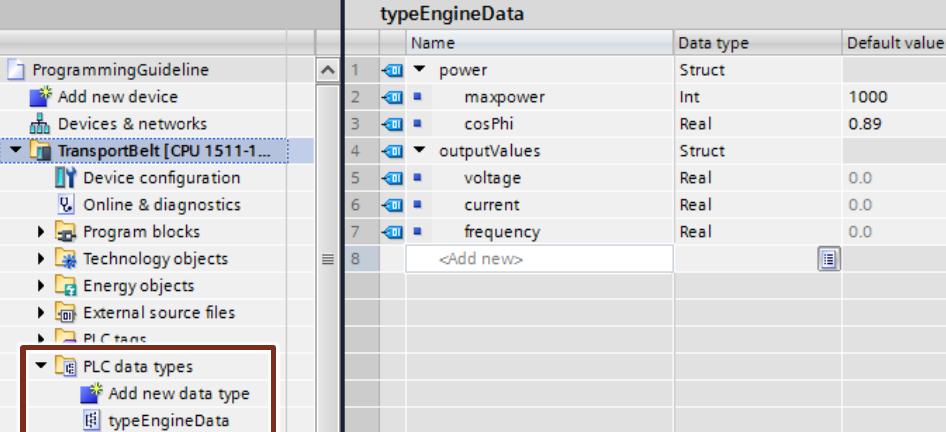 typeEngineData
Name Data type Default value
ProgrammingGuideline
Add new device
Devices & networks
TransportBelt [CPU 1511-1...
Device configuration
Online & diagnostics
Program blocks
Technology objects
Energy objects
External source files
PLC tags
PLC data types
Add new data type
typeEngineData
1 power Struct
2 maxpower Int 1000
3 cosPhi Real 0.89
4 outputValues Struct
5 voltage Real 0.0
6 current Real 0.0
7 frequency Real 0.0
8 <Add new>